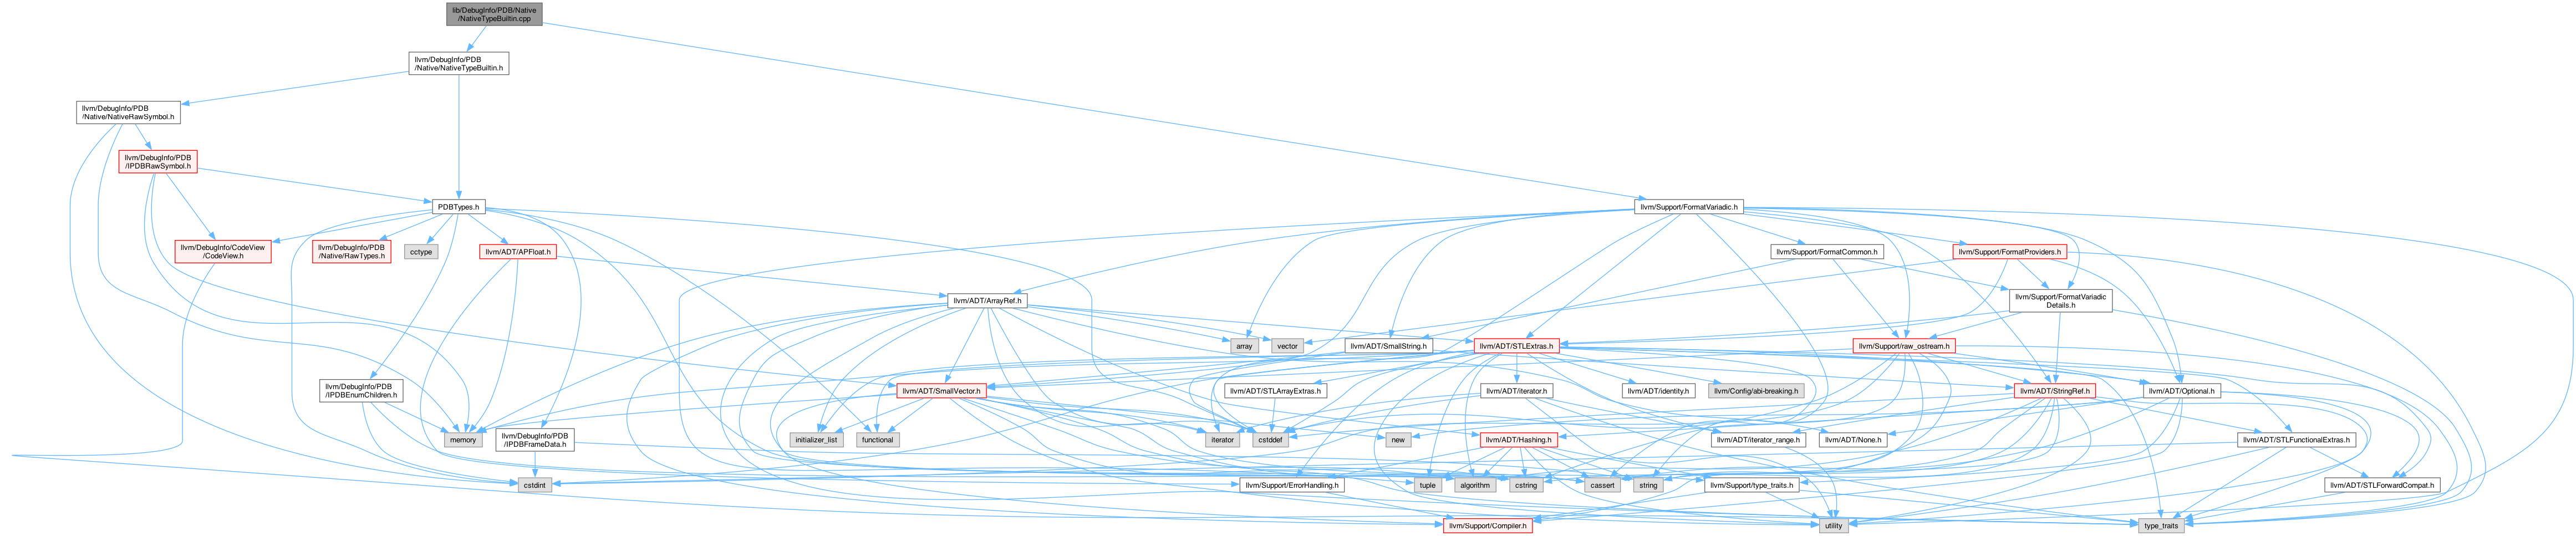 lib/DebugInfo/PDB/Native
/NativeTypeBuiltin.cpp
llvm/DebugInfo/PDB
/Native/NativeTypeBuiltin.h
llvm/DebugInfo/PDB
/Native/NativeRawSymbol.h
llvm/DebugInfo/PDB
/IPDBRawSymbol.h
PDBTypes.h
llvm/Support/FormatVariadic.h
llvm/DebugInfo/CodeView
/CodeView.h
llvm/DebugInfo/PDB
/Native/RawTypes.h
cctype
llvm/ADT/APFloat.h
llvm/Support/FormatCommon.h
llvm/Support/FormatProviders.h
llvm/ADT/ArrayRef.h
llvm/Support/FormatVariadic
Details.h
array
vector
llvm/ADT/SmallString.h
llvm/ADT/STLExtras.h
llvm/Support/raw_ostream.h
llvm/DebugInfo/PDB
/IPDBEnumChildren.h
llvm/ADT/SmallVector.h
llvm/ADT/STLArrayExtras.h
llvm/ADT/iterator.h
llvm/ADT/identity.h
llvm/Config/abi-breaking.h
llvm/ADT/StringRef.h
llvm/ADT/Optional.h
memory
llvm/DebugInfo/PDB
/IPDBFrameData.h
initializer_list
functional
iterator
cstddef
new
llvm/ADT/Hashing.h
llvm/ADT/iterator_range.h
llvm/ADT/None.h
llvm/ADT/STLFunctionalExtras.h
cstdint
llvm/Support/ErrorHandling.h
tuple
algorithm
cstring
cassert
string
llvm/Support/type_traits.h
llvm/ADT/STLForwardCompat.h
llvm/Support/Compiler.h
utility
type_traits